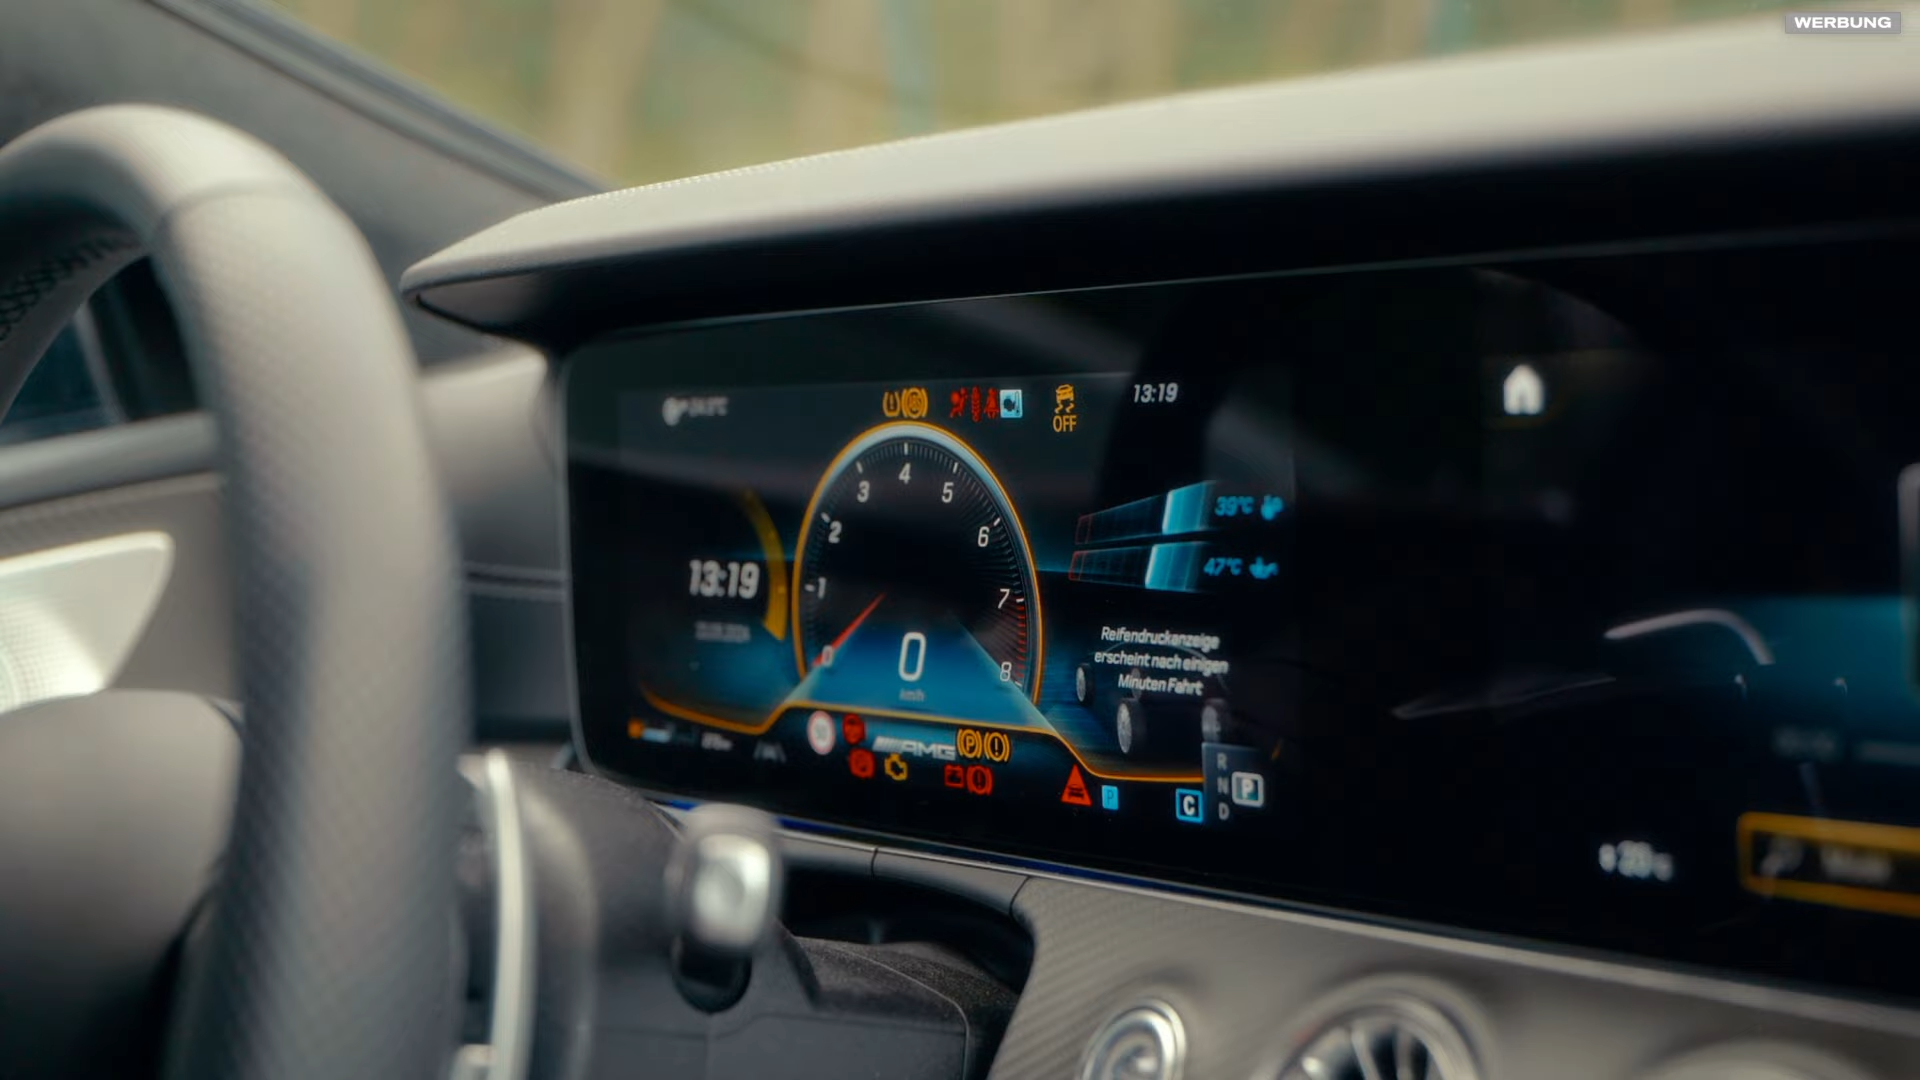 WERBUNG
OFF
13:19
4
3
5
2
6
1
7
0
8
13:19
0
km/h
39°C
47°C
Reifendruckanzeige
erscheint nach einigen
Minuten Fahrt
AMG
P
R
N
D
P
P
C